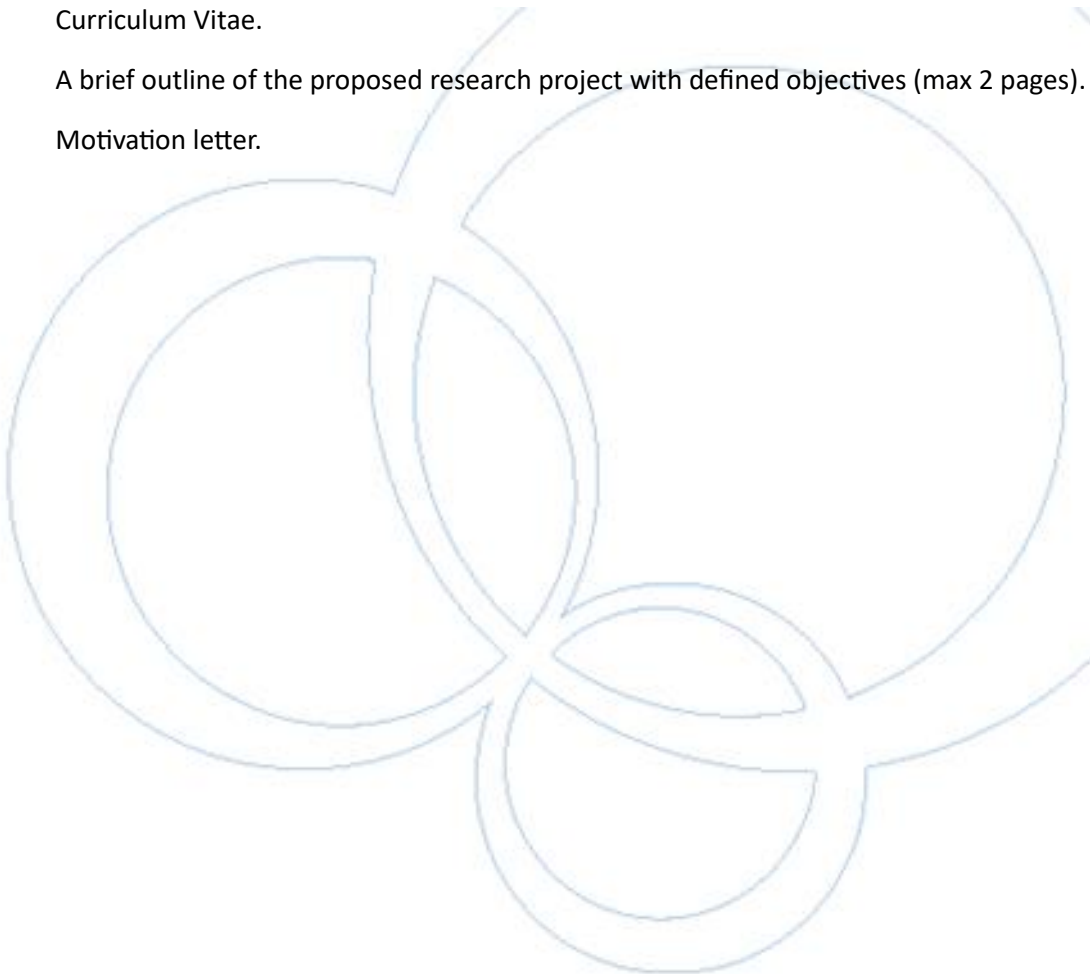 Curriculum Vitae.
A brief outline of the proposed research project with defined objectives (max 2 pages).
Motivation letter.